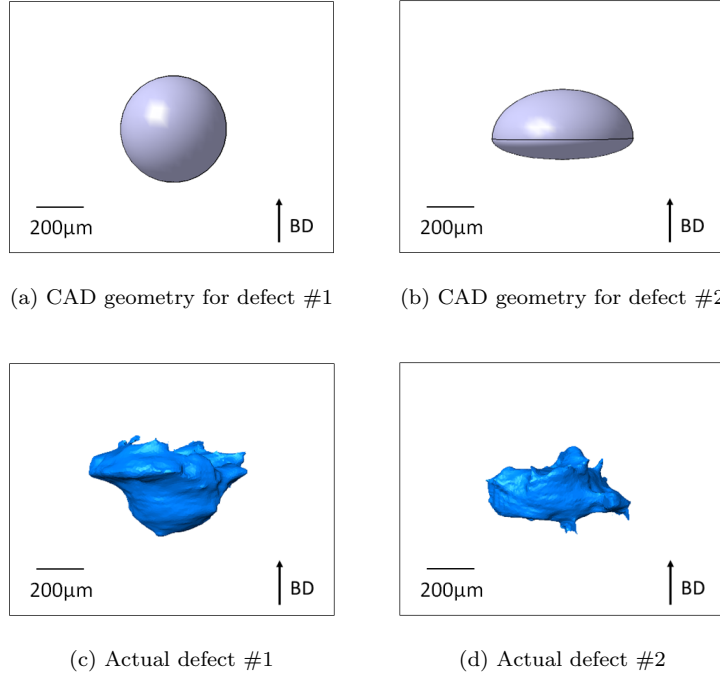 200μm
BD
200μm
BD
(a) CAD geometry for defect #1
(b) CAD geometry for defect #2
200μm
BD
200μm
BD
(c) Actual defect #1
(d) Actual defect #2